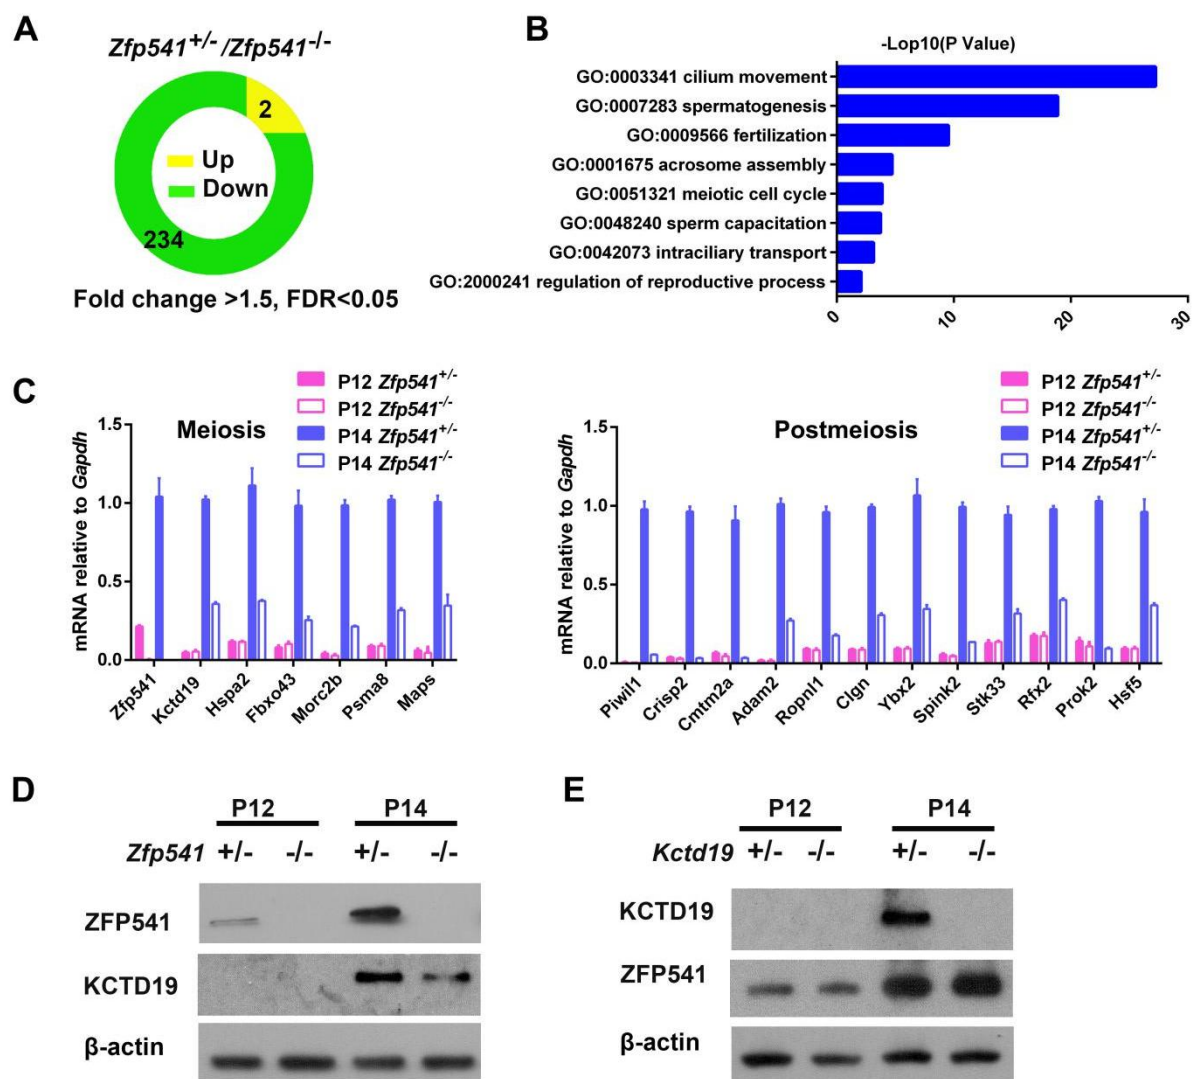 A
Zfp541+/- /Zfp541-/-
2
Up
Down
234
Fold change >1.5, FDR<0.05
B
-Lop10(P Value)
GO:0003341 cilium movement
GO:0007283 spermatogenesis
GO:0009566 fertilization
GO:0001675 acrosome assembly
GO:0051321 meiotic cell cycle
GO:0048240 sperm capacitation
GO:0042073 intraciliary transport
GO:2000241 regulation of reproductive process
0 10 20 30
C
P12 Zfp541+/-
P12 Zfp541-/-
P14 Zfp541+/-
P14 Zfp541-/-
Meiosis
mRNA relative to Gapdh
1.5
1.0
0.5
0.0
Zfp541 Kctd19 Hspa2 Fbxo43 Morc2b Psma8 Maps
P12 Zfp541+/-
P12 Zfp541-/-
P14 Zfp541+/-
P14 Zfp541-/-
Postmeiosis
mRNA relative to Gapdh
1.5
1.0
0.5
0.0
Piwil1 Crisp2 Cmtm2a Adam2 Ropnl1 Clgn Ybx2 Spink2 Stk33 Rfx2 Prok2 Hsf5
D
P12 P14
Zfp541 +/- -/- +/- -/-
ZFP541
KCTD19
β-actin
E
P12 P14
Kctd19 +/- -/- +/- -/-
KCTD19
ZFP541
β-actin